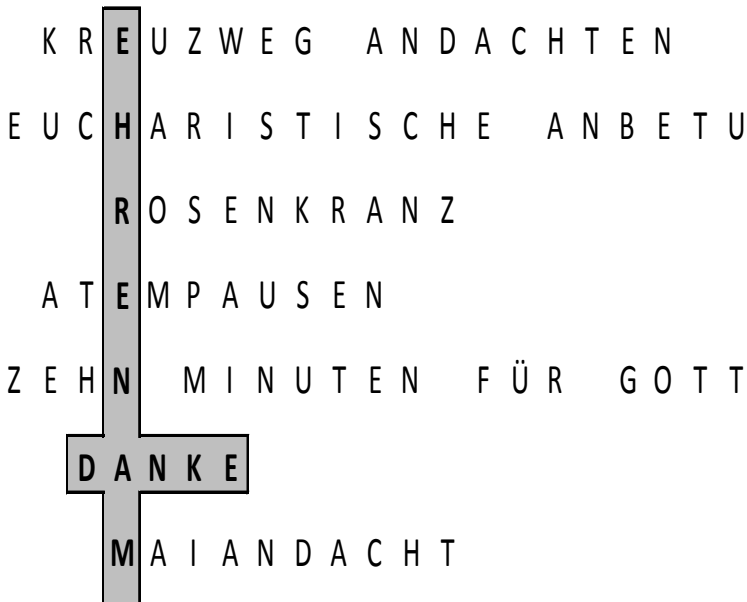 KREUZWEG ANDACHTEN
EUCHARISTISCHE ANBETU
ROSENKRANZ
ATEMPAUSEN
ZEHN MINUTEN FÜR GOTT
DANKE
MAIANDACHT